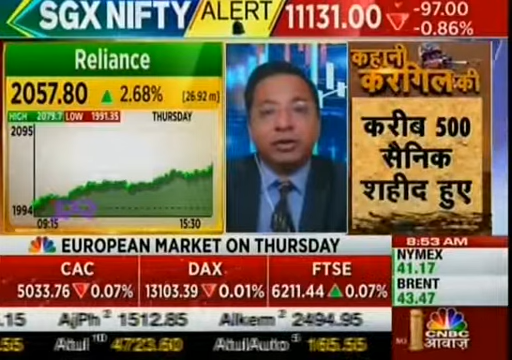 SGX NIFTY
ALERT
11131.00
-97.00
-0.86%
Reliance
2057.80 2.68% [26.92 m]
HIGH 2079.7 LOW 1991.35 THURSDAY
2095
1994
09:15 15:30
कहानी
करगिल की
करीब 500
सैनिक
शहीद हुए
EUROPEAN MARKET ON THURSDAY
CAC DAX FTSE
5033.76 0.07% 13103.39 0.01% 6211.44 0.07%
8:53 AM
NYMEX
41.17
BRENT
43.47
.15 AjPh 1512.85 Alkem 2494.95
Atul 4723.60 AtulAuto 165.55
CNBC
आवाज़